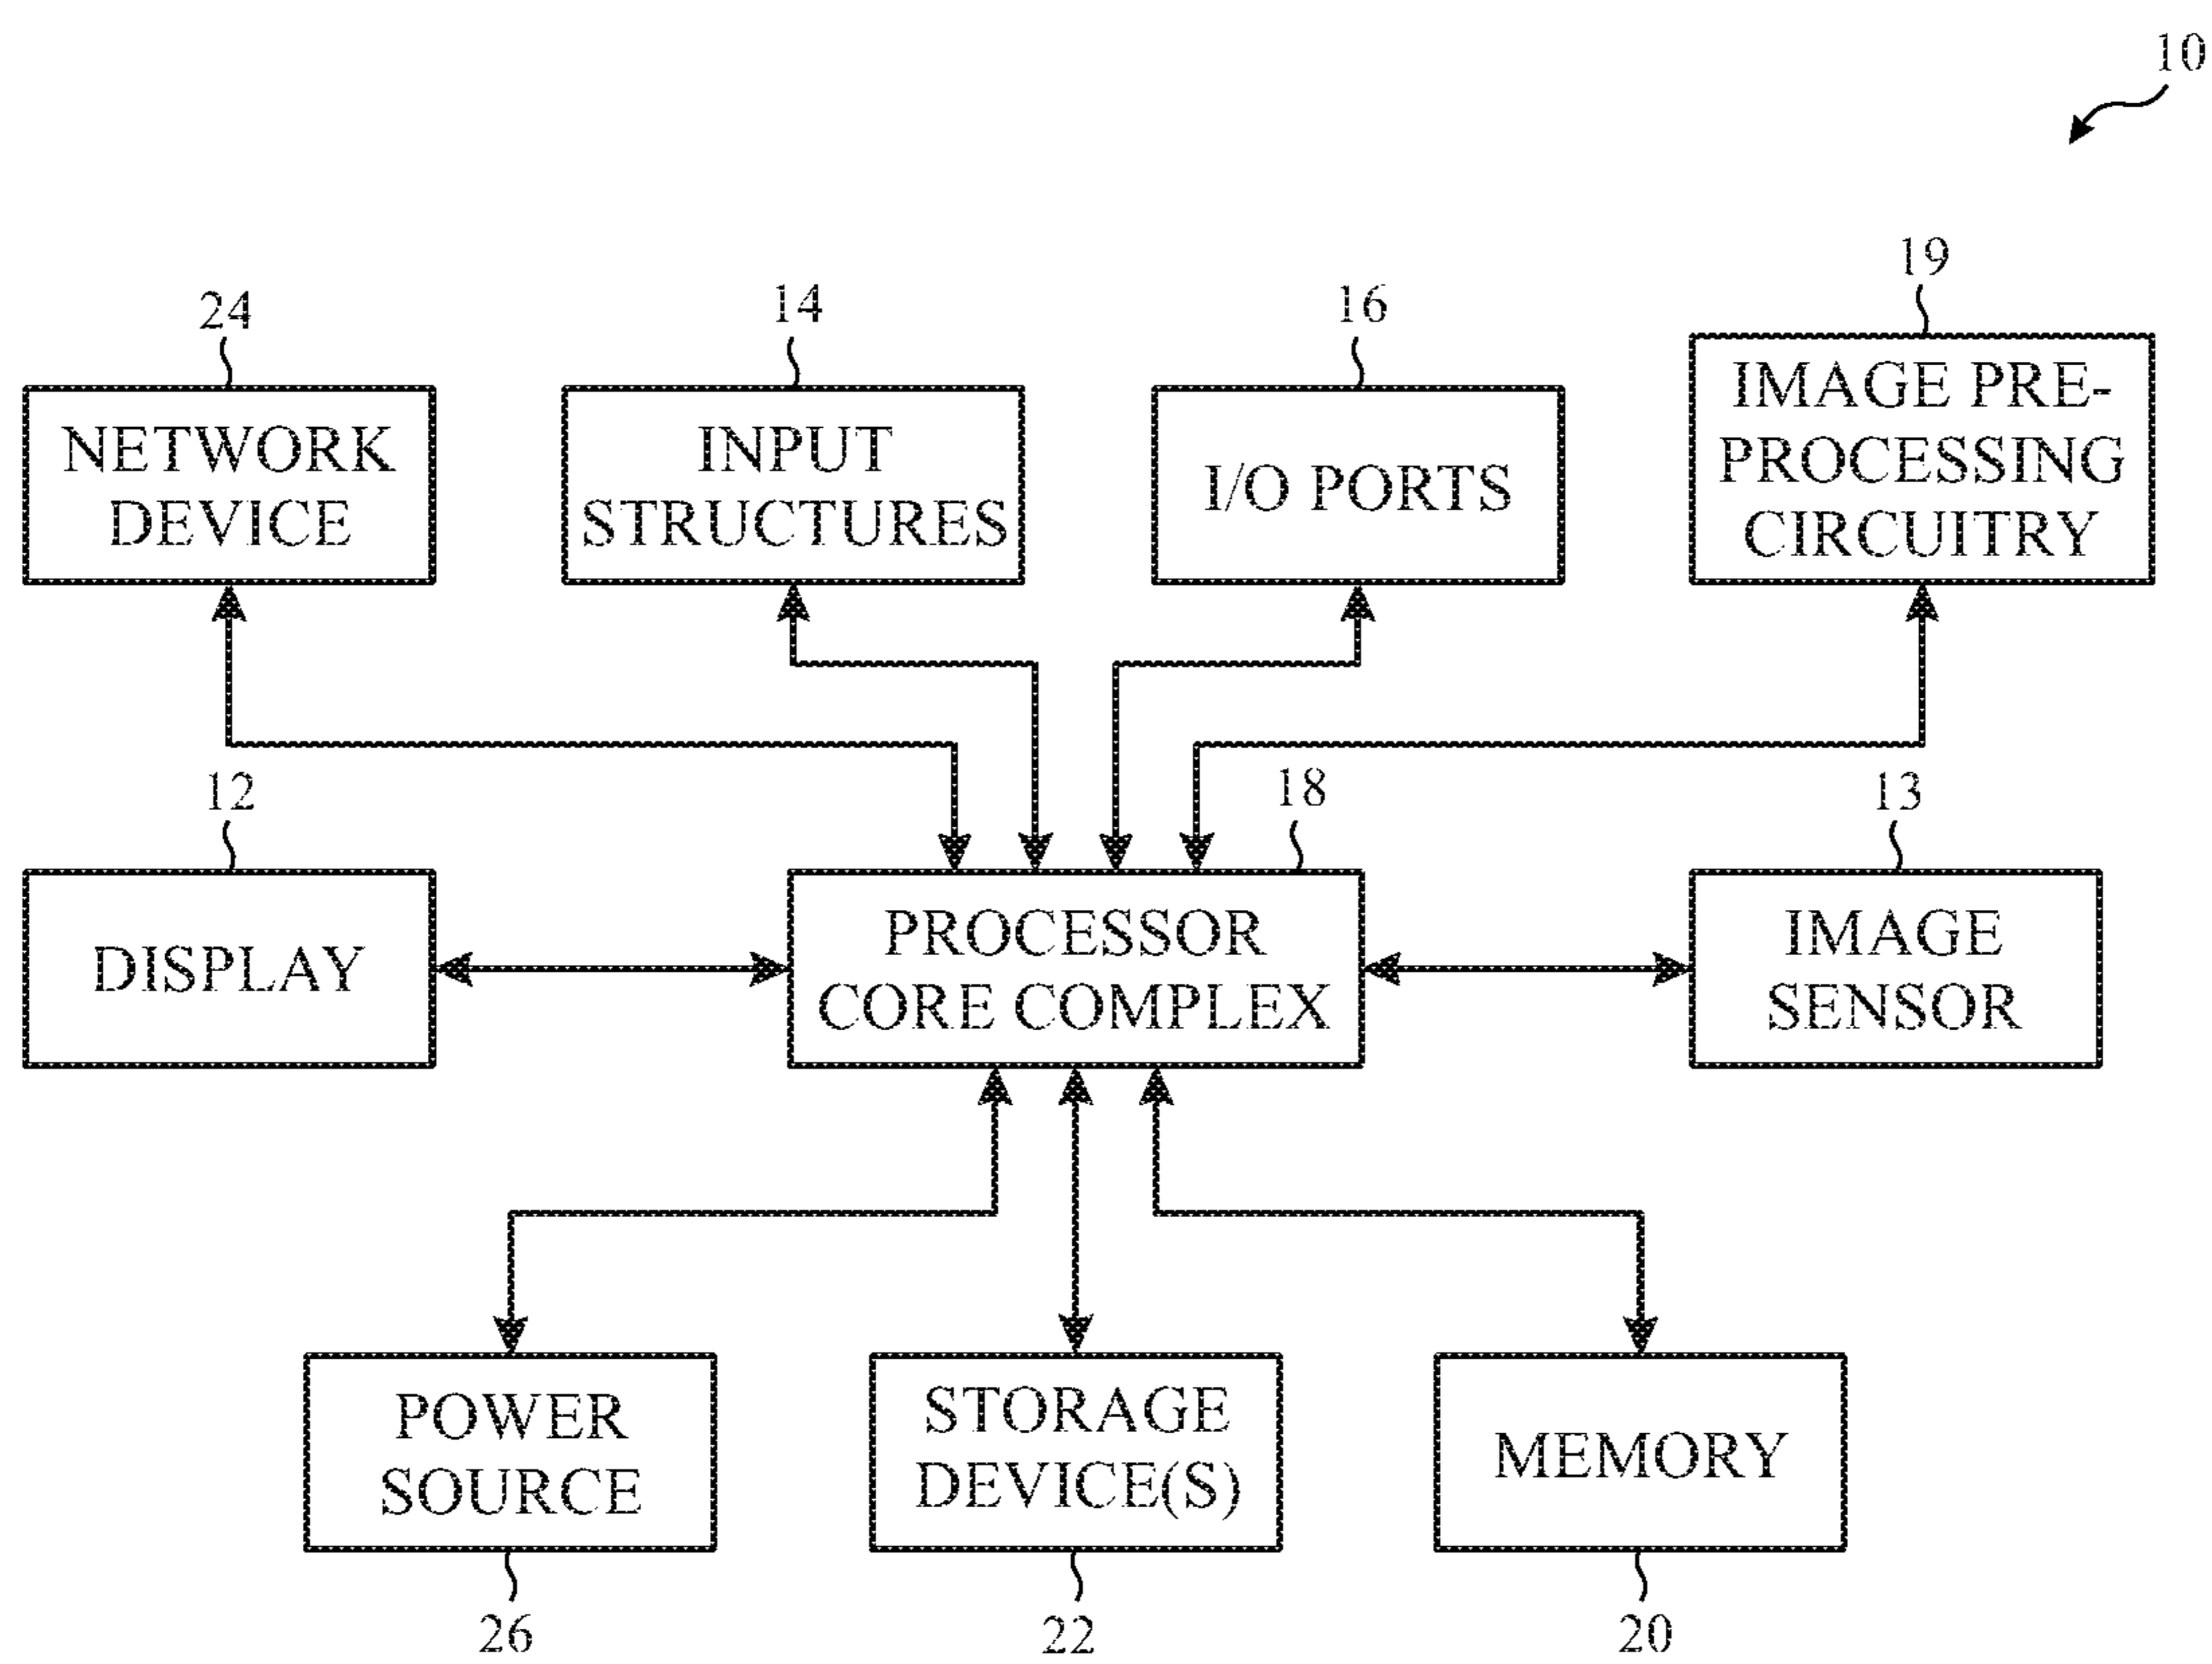 10
24
NETWORK
DEVICE
14
INPUT
STRUCTURES
16
I/O PORTS
19
IMAGE PRE-
PROCESSING
CIRCUITRY
12
DISPLAY
18
PROCESSOR
CORE COMPLEX
13
IMAGE
SENSOR
POWER
SOURCE
26
STORAGE
DEVICE(S)
22
MEMORY
20